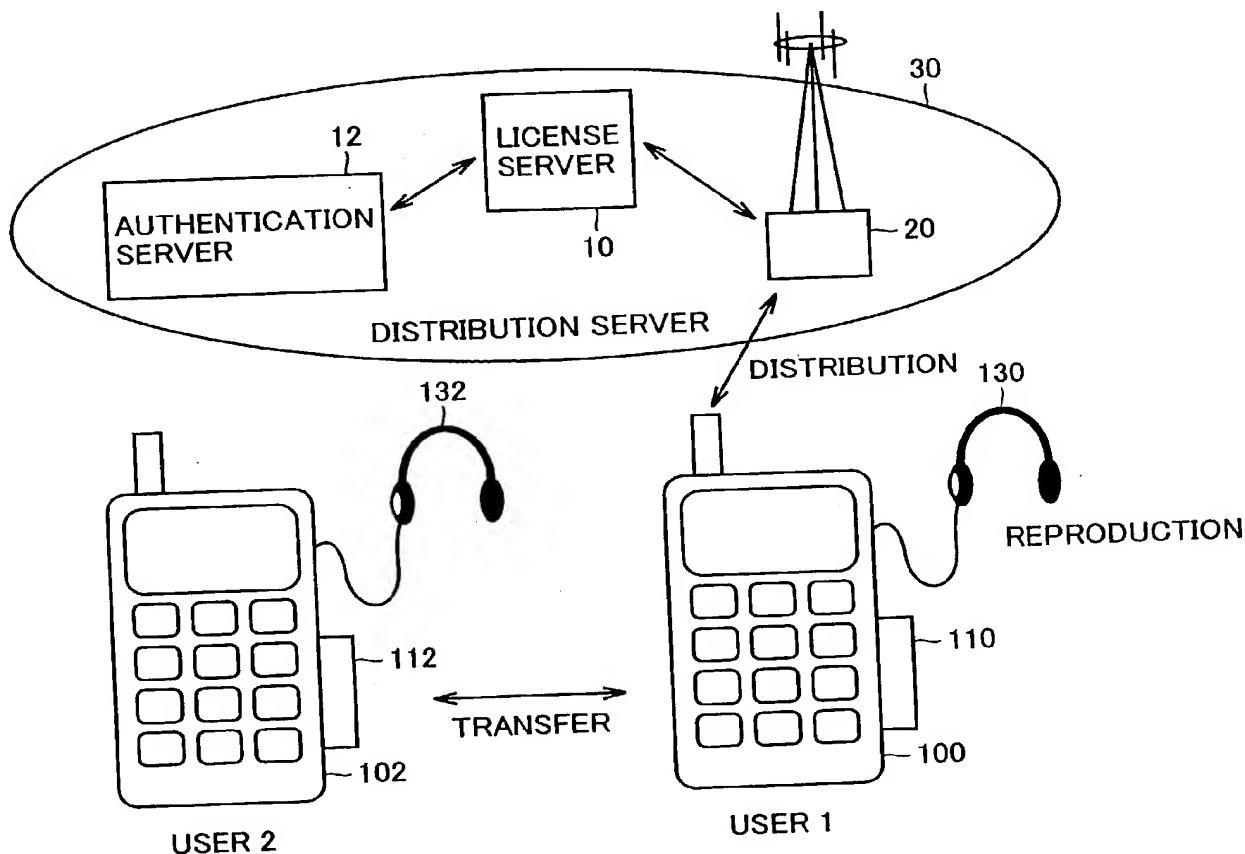 30
12
LICENSE
SERVER
AUTHENTICATION
SERVER
10
20
DISTRIBUTION SERVER
DISTRIBUTION
132
130
REPRODUCTION
112
110
TRANSFER
102
100
USER 2
USER 1